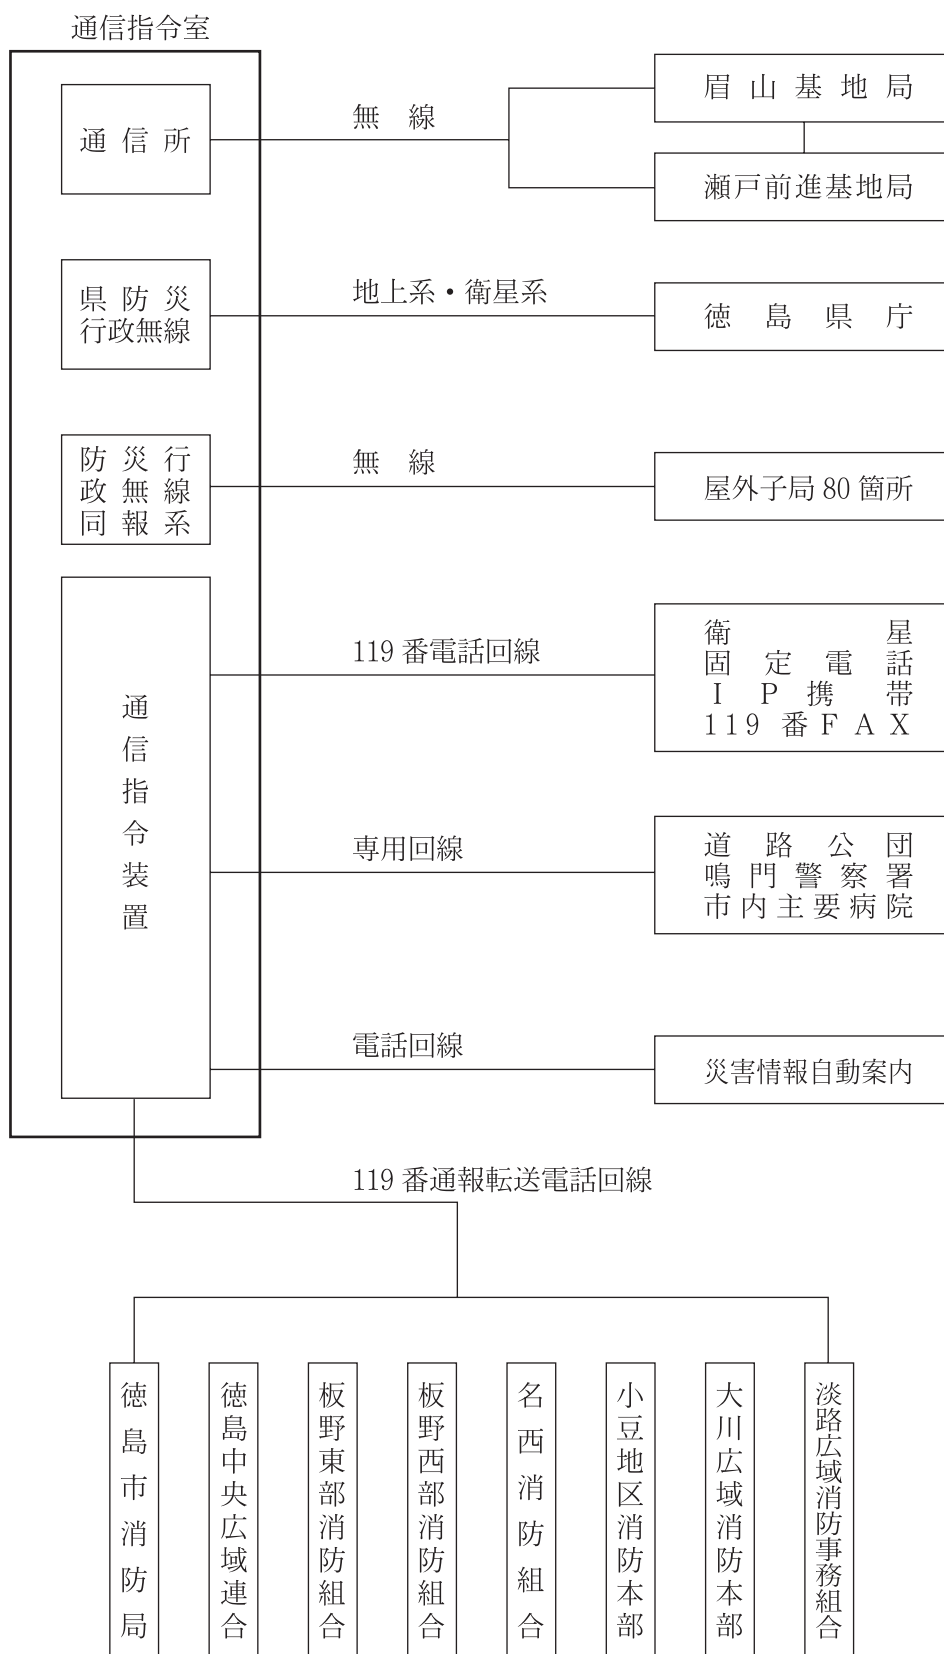 通信指令室
通信所
無線
眉山基地局
瀬戸前進基地局
県防災
行政無線
地上系・衛星系
徳島県庁
防災行
政無線
同報系
無線
屋外子局80箇所
通信指令装置
119番電話回線
衛星
固定電話
IP携帯
119番FAX
専用回線
道路公団
鳴門警察署
市内主要病院
電話回線
災害情報自動案内
119番通報転送電話回線
徳島市消防局
徳島中央広域連合
板野東部消防組合
板野西部消防組合
名西消防組合
小豆地区消防本部
大川広域消防本部
淡路広域消防事務組合